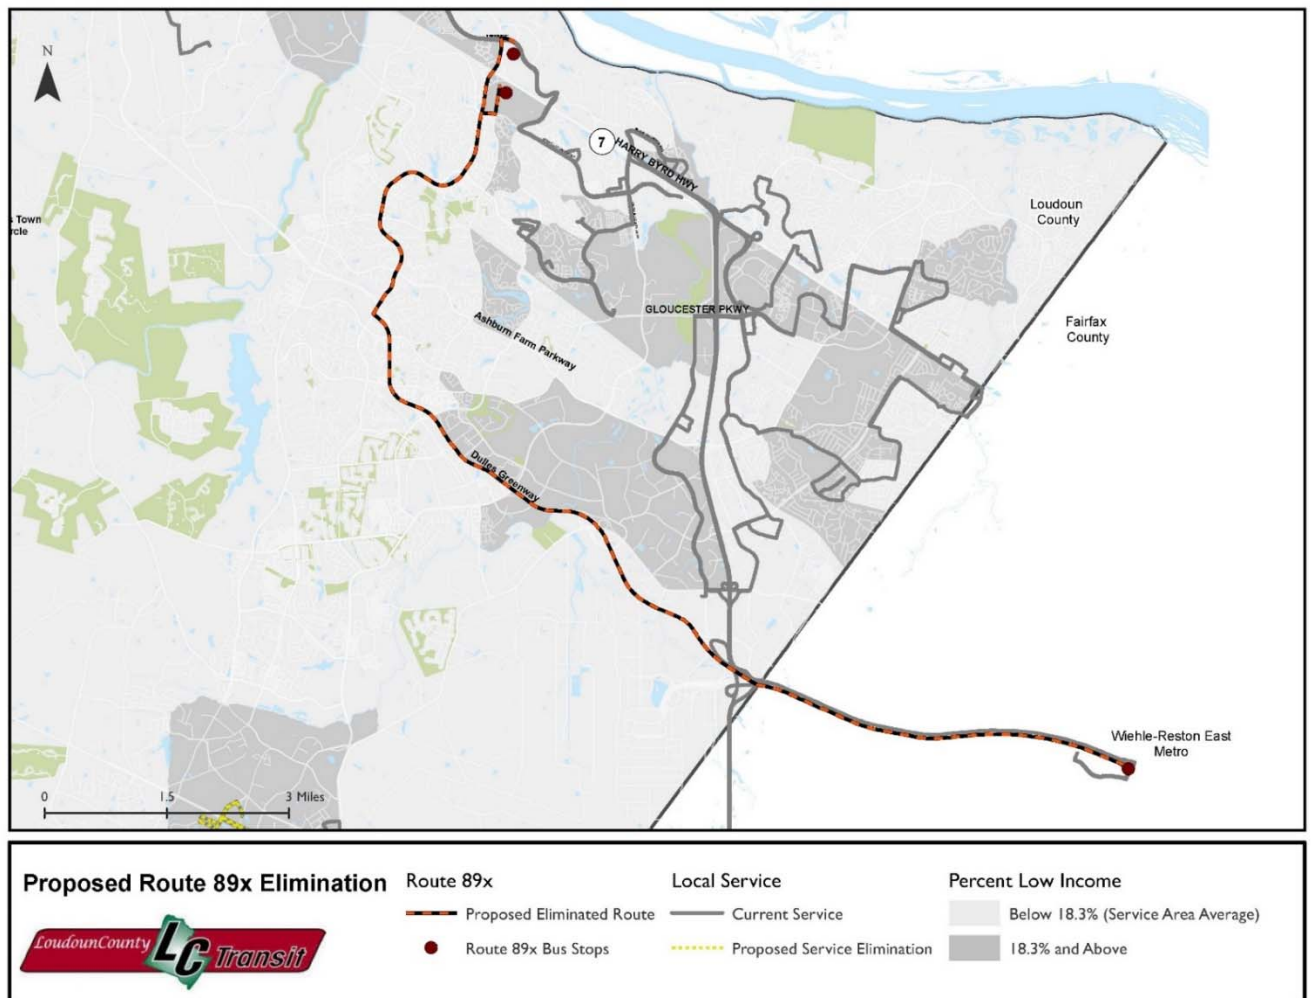 N
7
HARRY BYRD HWY
s Town
rcle
Loudoun
County
GLOUCESTER PKWY
Fairfax
County
Ashburn Farm Parkway
Dulles Greenway
Wiehle-Reston East
Metro
0 1.5 3 Miles
Proposed Route 89x Elimination
LoudounCounty LC Transit
Route 89x
Proposed Eliminated Route
Route 89x Bus Stops
Local Service
Current Service
Proposed Service Elimination
Percent Low Income
Below 18.3% (Service Area Average)
18.3% and Above